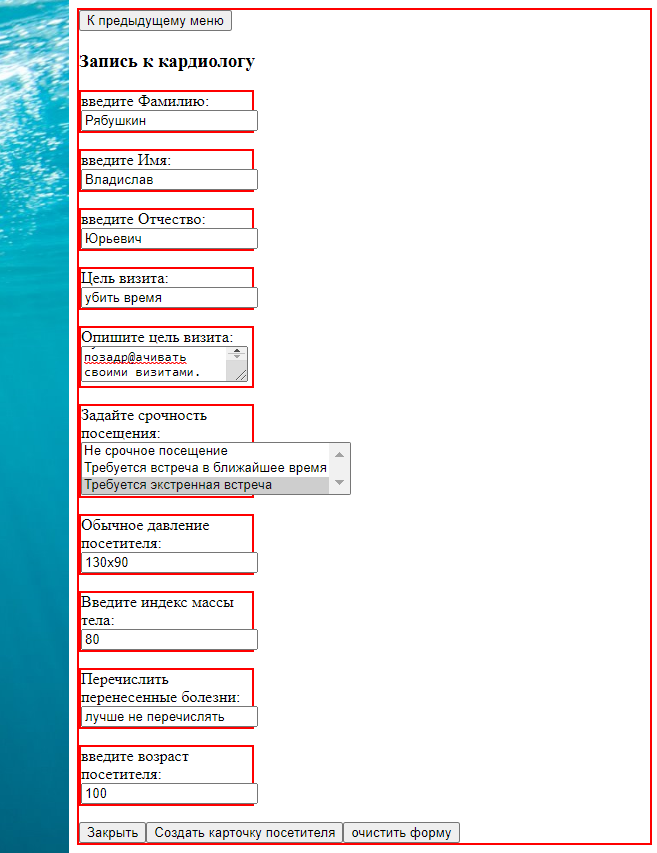 К предыдущему меню
Запись к кардиологу
введите Фамилию:
Рябушкин
введите Имя:
Владислав
введите Отчество:
Юрьевич
Цель визита:
убить время
Опишите цель визита:
позадр@ачивать
своими визитами.
Задайте срочность
посещения:
Не срочное посещение
Требуется встреча в ближайшее время
Требуется экстренная встреча
Обычное давление
посетителя:
130x90
Введите индекс массы
тела:
80
Перечислить
перенесенные болезни:
лучше не перечислять
введите возраст
посетителя:
100
Закрыть Создать карточку посетителя очистить форму